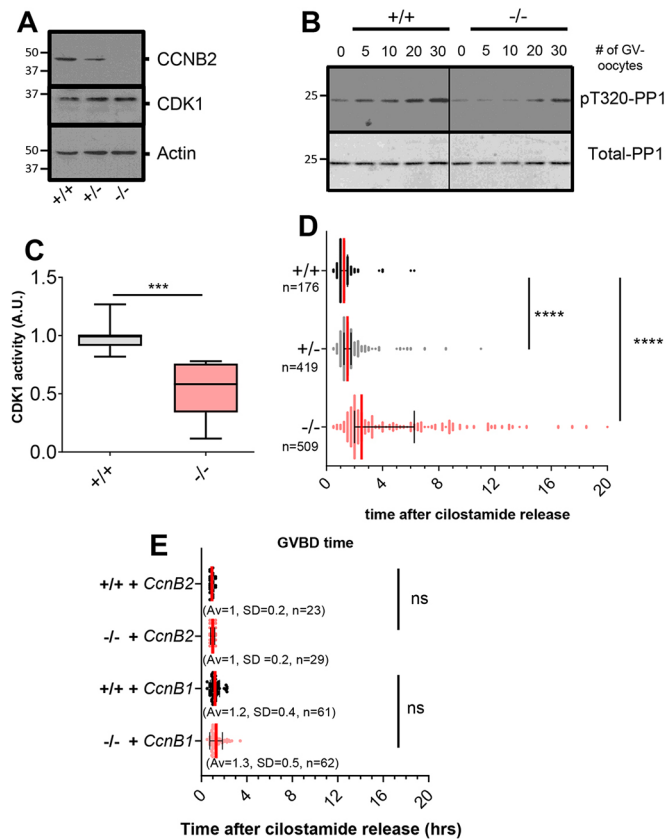 A
50
37
CCNB2
37
CDK1
50
37
Actin
+/+ +/- -/-
B
+/+ -/-
0 5 10 20 30 0 5 10 20 30 # of GV-
oocytes
25
pT320-PP1
25
Total-PP1
C
CDK1 activity (A.U.)
1.5
1.0
0.5
0.0
***
+/+ -/-
D
+/+
n=176
+/-
n=419
-/-
n=509
****
****
0 4 8 12 16 20
time after cilostamide release
E
GVBD time
+/+ + CcnB2
(Av=1, SD=0.2, n=23)
-/- + CcnB2
(Av=1, SD =0.2, n=29)
+/+ + CcnB1
(Av=1.2, SD=0.4, n=61)
-/- + CcnB1
(Av=1.3, SD=0.5, n=62)
ns
ns
0 4 8 12 16 20
Time after cilostamide release (hrs)